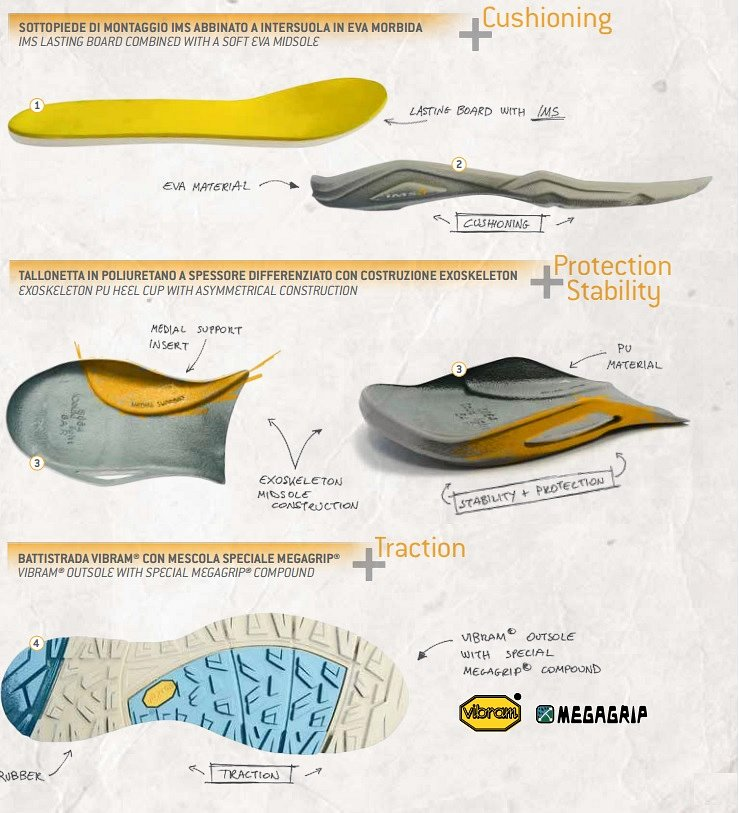 SOTTOPIEDE DI MONTAGGIO IMS ABBINATO A INTERSUOLA IN EVA MORBIDA
IMS LASTING BOARD COMBINED WITH A SOFT EVA MIDSOLE
+ Cushioning
1
LASTING BOARD WITH IMS
2
EVA MATERIAL
IMS
CUSHIONING
TALLONETTA IN POLIURETANO A SPESSORE DIFFERENZIATO CON COSTRUZIONE EXOSKELETON
EXOSKELETON PU HEEL CUP WITH ASYMMETRICAL CONSTRUCTION
+ Protection
Stability
MEDIAL SUPPORT
INSERT
MEDIAL SUPPORT
3
3
PU
MATERIAL
EXOSKELETON
MIDSOLE
CONSTRUCTION
STABILITY + PROTECTION
BATTISTRADA VIBRAM® CON MESCOLA SPECIALE MEGAGRIP®
VIBRAM® OUTSOLE WITH SPECIAL MEGAGRIP® COMPOUND
+ Traction
4
VIBRAM® OUTSOLE
WITH SPECIAL
MEGAGRIP® COMPOUND
vibram
MEGAGRIP
RUBBER
TRACTION